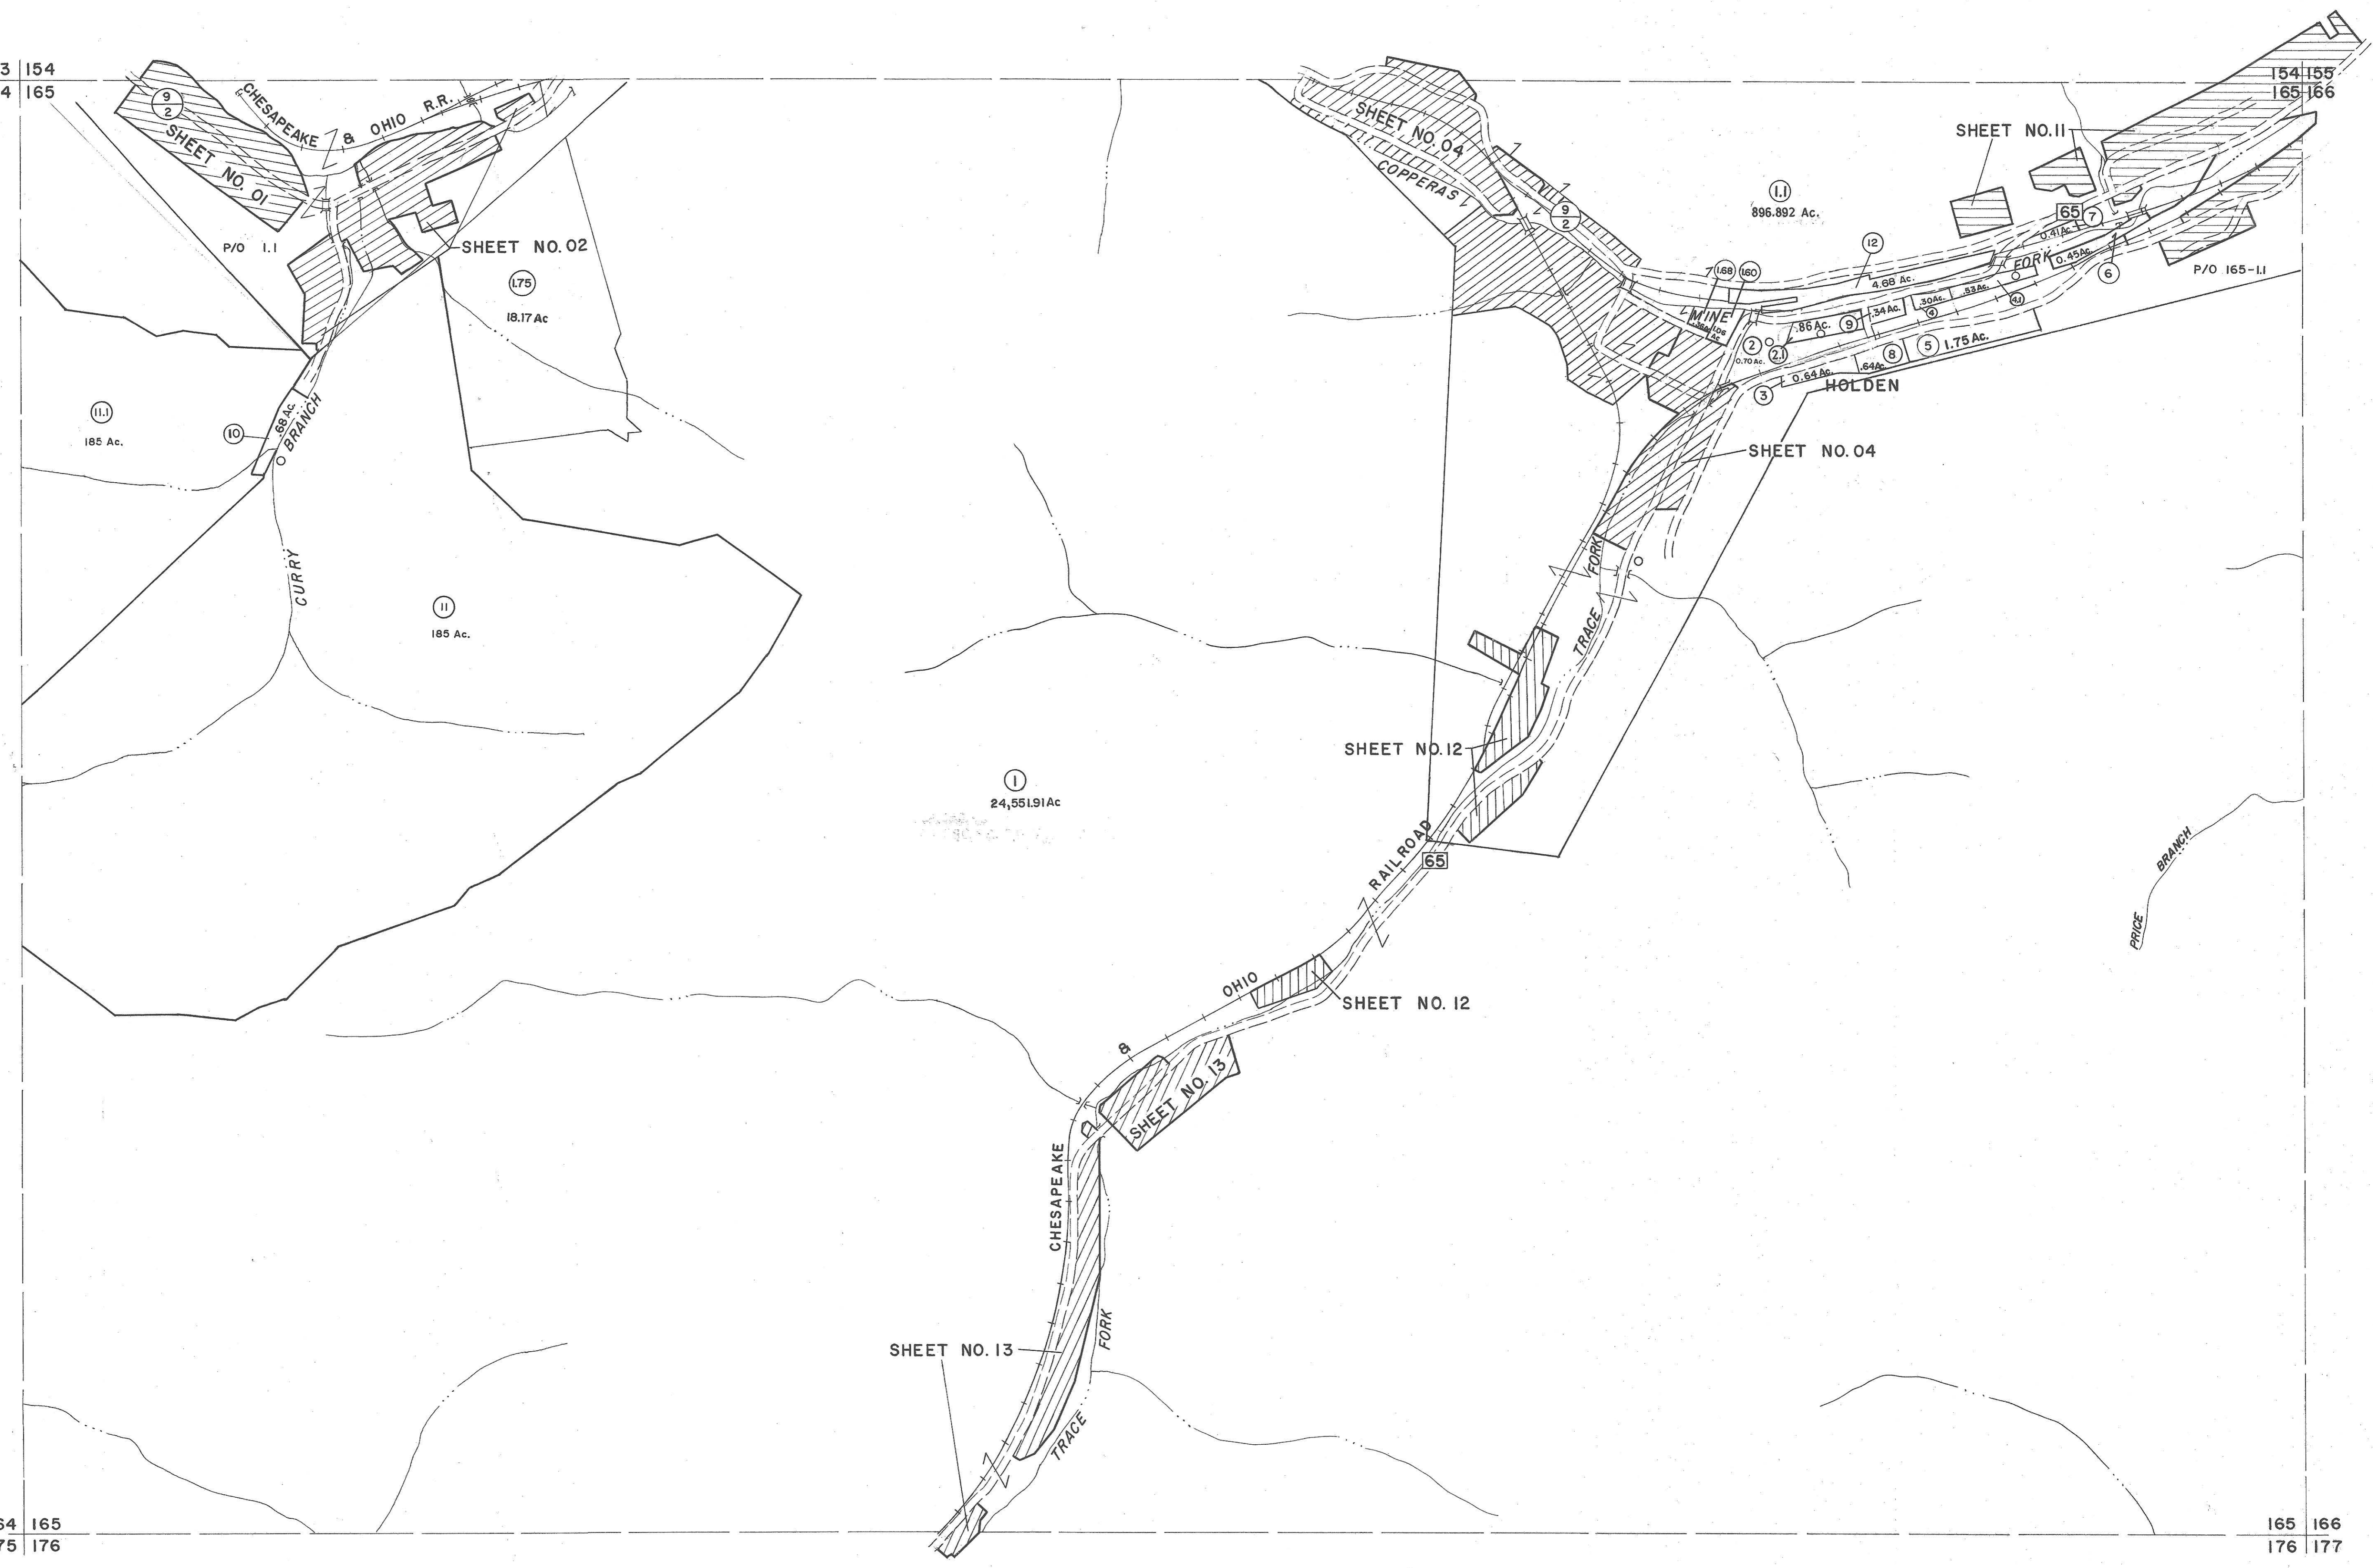 3 154
4 165
154 155
165 166
9
2
SHEET
NO. 01
CHESAPEAKE & OHIO R.R.
P/O 1.1
SHEET NO. 02
1.75
18.17 Ac
11.1
185 Ac.
10
.68 Ac.
BRANCH
CURRY
11
185 Ac.
SHEET NO. 04
COPPERAS
9
2
MINE
FORK
1.1
896.892 Ac.
SHEET NO. 11
65
7
0.41 Ac.
6
0.45 Ac.
P/O 165-1.1
12
4.68 Ac.
1.68
1.60
1.06
Ac
2
0.70 Ac.
2.1
.86 Ac.
9
.34 Ac.
.30 Ac.
4
.53 Ac.
4.1
3
0.64 Ac.
.64 Ac.
8
5
1.75 Ac.
HOLDEN
SHEET NO. 04
FORK
TRACE
SHEET NO. 12
1
24,551.91 Ac
RAILROAD
65
PRICE BRANCH
OHIO
SHEET NO. 12
&
SHEET NO. 13
CHESAPEAKE
SHEET NO. 13
FORK
TRACE
64 165
75 176
165 166
176 177